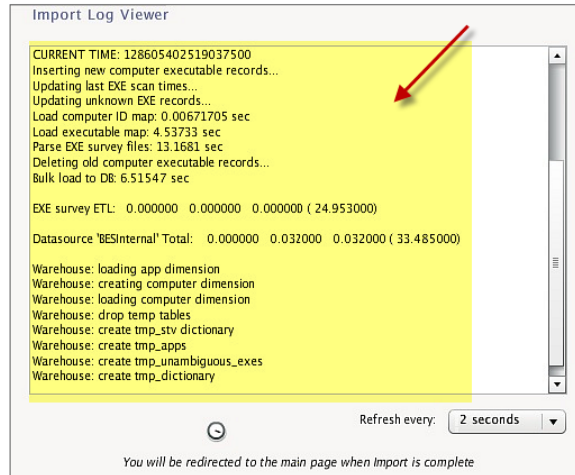 Import Log Viewer
CURRENT TIME: 128605402519037500
Inserting new computer executable records...
Updating last EXE scan times...
Updating unknown EXE records...
Load computer ID map: 0.00671705 sec
Load executable map: 4.53733 sec
Parse EXE survey files: 13.1681 sec
Deleting old computer executable records...
Bulk load to DB: 6.51547 sec
EXE survey ETL: 0.000000 0.000000 0.000000 ( 24.953000)
Datasource 'BESInternal' Total: 0.000000 0.032000 0.032000 ( 33.485000)
Warehouse: loading app dimension
Warehouse: creating computer dimension
Warehouse: loading computer dimension
Warehouse: drop temp tables
Warehouse: create tmp_stv dictionary
Warehouse: create tmp_apps
Warehouse: create tmp_unambiguous_exes
Warehouse: create tmp_dictionary
Refresh every: 2 seconds
You will be redirected to the main page when Import is complete